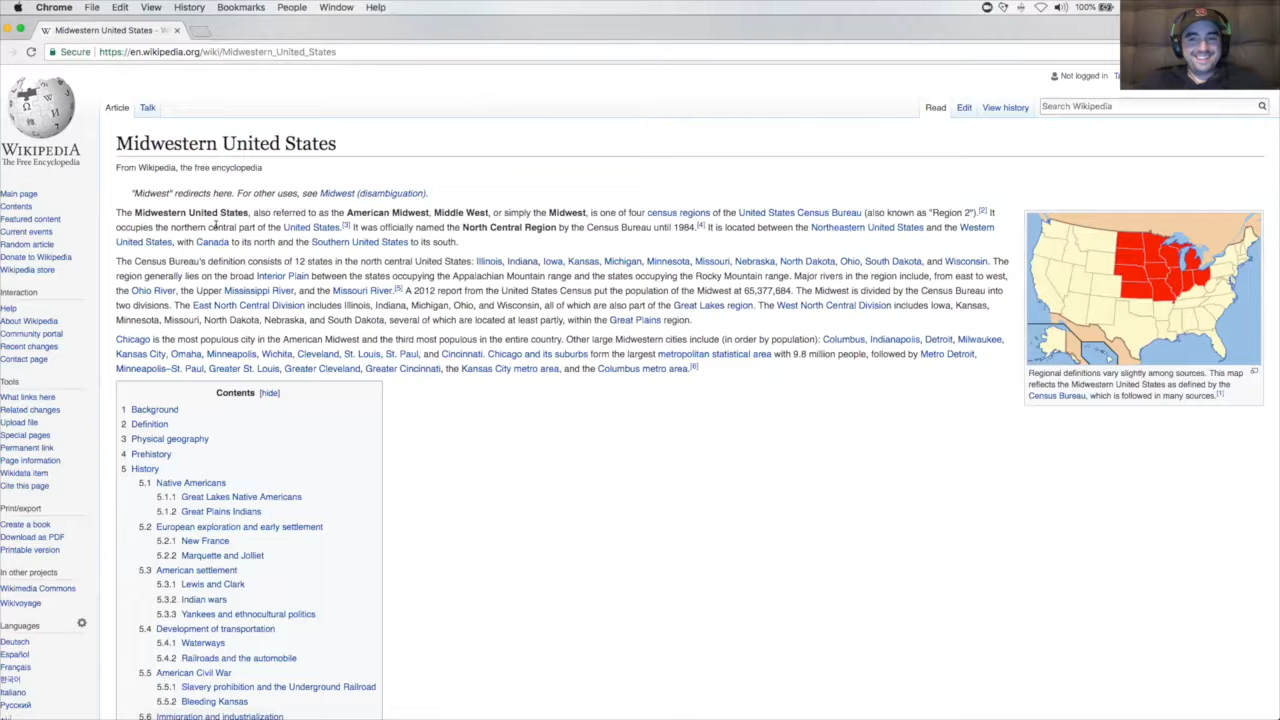 Chrome File Edit View History Bookmarks People Window Help 100%
Midwestern United States - W
Secure https://en.wikipedia.org/wiki/Midwestern_United_States
Not logged in
Article Talk Read Edit View history Search Wikipedia
WIKIPEDIA
The Free Encyclopedia
Main page
Contents
Featured content
Current events
Random article
Donate to Wikipedia
Wikipedia store
Interaction
Help
About Wikipedia
Community portal
Recent changes
Contact page
Tools
What links here
Related changes
Upload file
Special pages
Permanent link
Page information
Wikidata item
Cite this page
Print/export
Create a book
Download as PDF
Printable version
In other projects
Wikimedia Commons
Wikivoyage
Languages
Deutsch
Español
Français
한국어
Italiano
Русский
Midwestern United States
From Wikipedia, the free encyclopedia
"Midwest" redirects here. For other uses, see Midwest (disambiguation).
The Midwestern United States, also referred to as the American Midwest, Middle West, or simply the Midwest, is one of four census regions of the United States Census Bureau (also known as "Region 2").[2] It
occupies the northern central part of the United States.[3] It was officially named the North Central Region by the Census Bureau until 1984.[4] It is located between the Northeastern United States and the Western
United States, with Canada to its north and the Southern United States to its south.
The Census Bureau's definition consists of 12 states in the north central United States: Illinois, Indiana, Iowa, Kansas, Michigan, Minnesota, Missouri, Nebraska, North Dakota, Ohio, South Dakota, and Wisconsin. The
region generally lies on the broad Interior Plain between the states occupying the Appalachian Mountain range and the states occupying the Rocky Mountain range. Major rivers in the region include, from east to west,
the Ohio River, the Upper Mississippi River, and the Missouri River.[5] A 2012 report from the United States Census put the population of the Midwest at 65,377,684. The Midwest is divided by the Census Bureau into
two divisions. The East North Central Division includes Illinois, Indiana, Michigan, Ohio, and Wisconsin, all of which are also part of the Great Lakes region. The West North Central Division includes Iowa, Kansas,
Minnesota, Missouri, North Dakota, Nebraska, and South Dakota, several of which are located at least partly, within the Great Plains region.
Chicago is the most populous city in the American Midwest and the third most populous in the entire country. Other large Midwestern cities include (in order by population): Columbus, Indianapolis, Detroit, Milwaukee,
Kansas City, Omaha, Minneapolis, Wichita, Cleveland, St. Louis, St. Paul, and Cincinnati. Chicago and its suburbs form the largest metropolitan statistical area with 9.8 million people, followed by Metro Detroit,
Minneapolis–St. Paul, Greater St. Louis, Greater Cleveland, Greater Cincinnati, the Kansas City metro area, and the Columbus metro area.[6]
Regional definitions vary slightly among sources. This map
reflects the Midwestern United States as defined by the
Census Bureau, which is followed in many sources.[1]
Contents [hide]
1 Background
2 Definition
3 Physical geography
4 Prehistory
5 History
5.1 Native Americans
5.1.1 Great Lakes Native Americans
5.1.2 Great Plains Indians
5.2 European exploration and early settlement
5.2.1 New France
5.2.2 Marquette and Jolliet
5.3 American settlement
5.3.1 Lewis and Clark
5.3.2 Indian wars
5.3.3 Yankees and ethnocultural politics
5.4 Development of transportation
5.4.1 Waterways
5.4.2 Railroads and the automobile
5.5 American Civil War
5.5.1 Slavery prohibition and the Underground Railroad
5.5.2 Bleeding Kansas
5.6 Immigration and industrialization